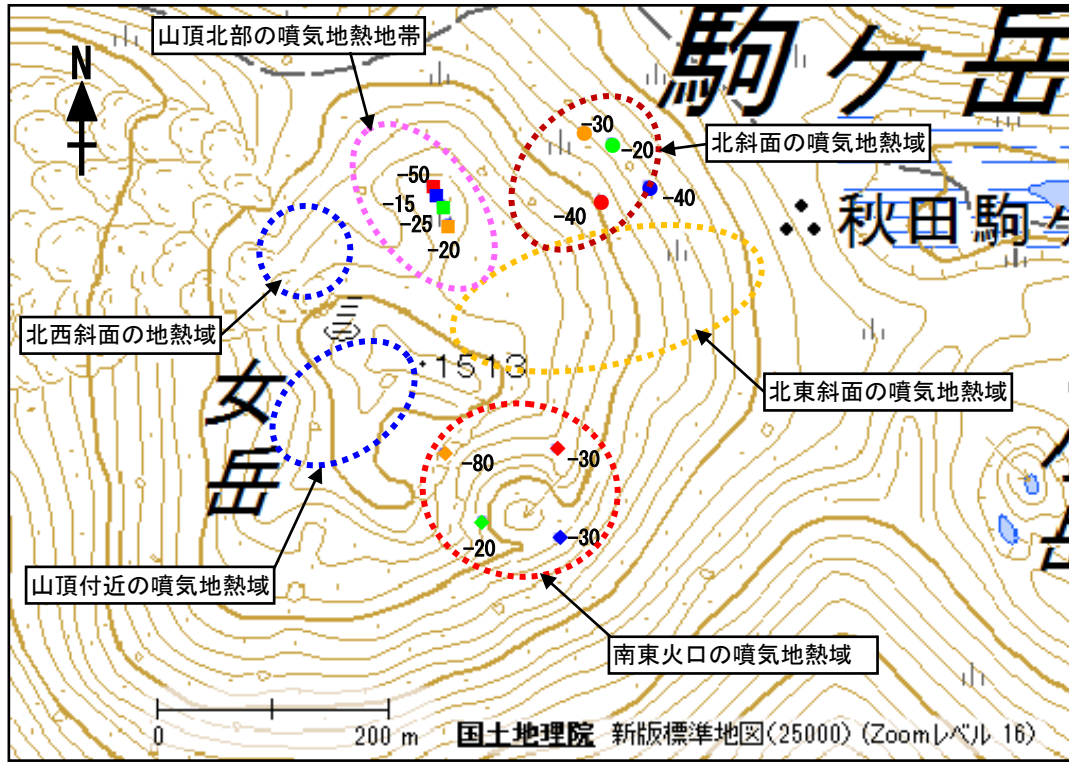 山頂北部の噴気地熱地帯
駒ヶ岳
N
-30
-20
北斜面の噴気地熱域
-50
-15
-25
-20
-40
-40
秋田駒
北西斜面の地熱域
1513
女岳
北東斜面の噴気地熱域
-80
-30
-20
-30
山頂付近の噴気地熱域
南東火口の噴気地熱域
0
200 m
国土地理院 新版標準地図(25000) (Zoomレベル 16)